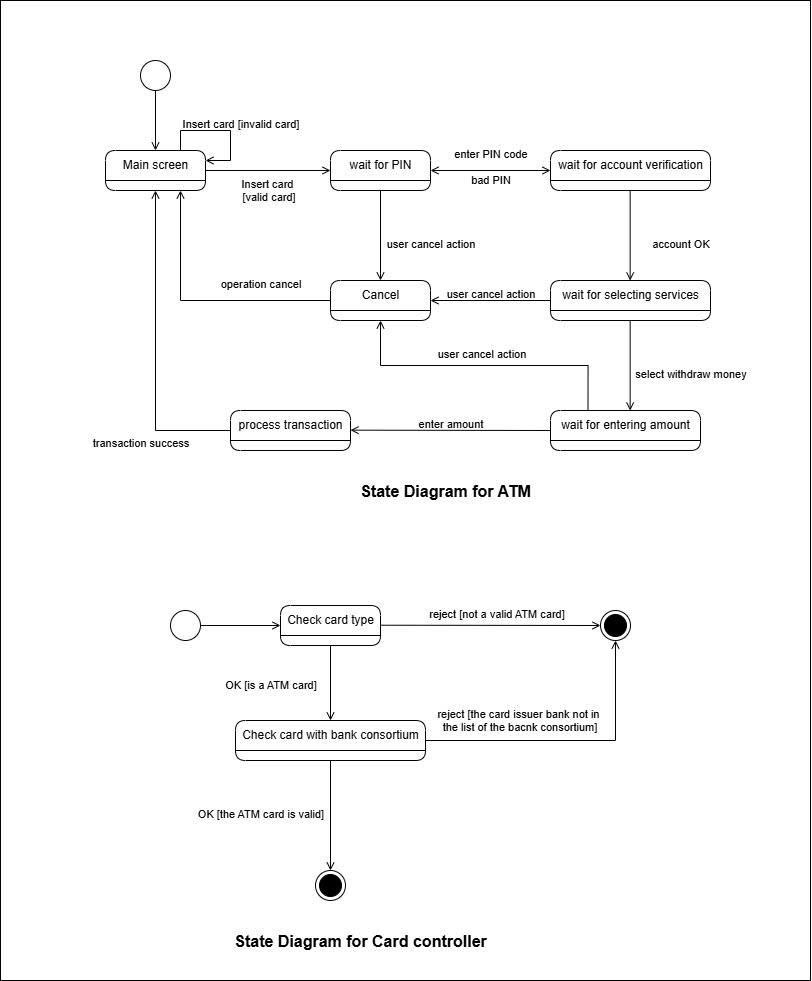 Insert card [invalid card]
Main screen
wait for PIN
enter PIN code
wait for account verification
Insert card
[valid card]
bad PIN
user cancel action
account OK
operation cancel
Cancel
user cancel action
wait for selecting services
user cancel action
select withdraw money
process transaction
enter amount
wait for entering amount
transaction success
State Diagram for ATM
Check card type
reject [not a valid ATM card]
OK [is a ATM card]
reject [the card issuer bank not in
the list of the bacnk consortium]
Check card with bank consortium
OK [the ATM card is valid]
State Diagram for Card controller